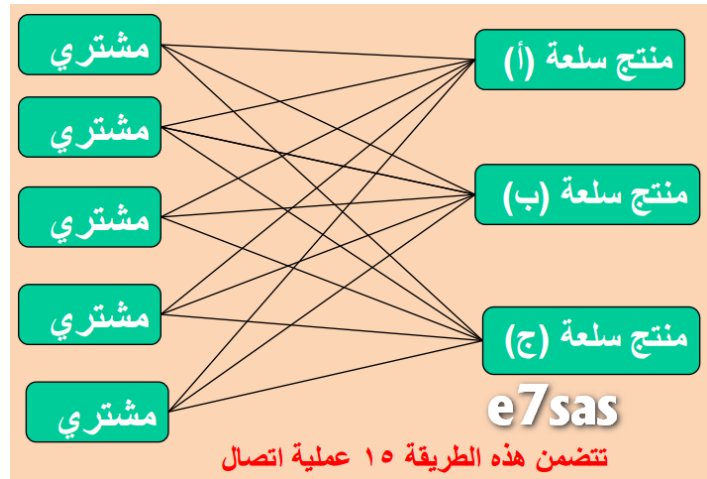 منتج سلعة (أ)
منتج سلعة (ب)
منتج سلعة (ج)
مشتري
مشتري
مشتري
مشتري
مشتري
e7sas
تتضمن هذه الطريقة ١٥ عملية اتصال